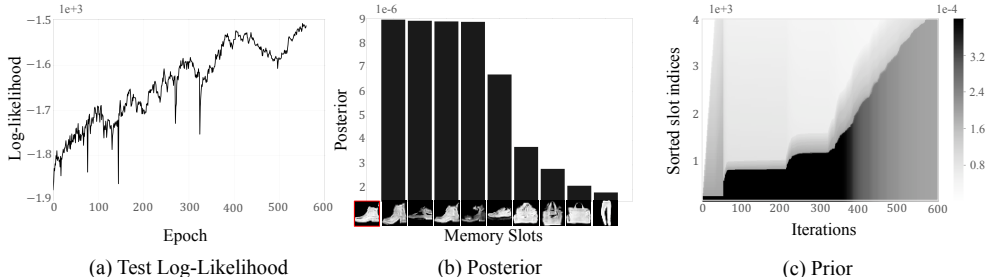 1e+3
−1.5
−1.6
−1.7
−1.8
−1.9
0 100 200 300 400 500 600
Log-likelihood
Epoch
(a) Test Log-Likelihood
1e-6
9
8
7
6
5
4
3
2
Posterior
Memory Slots
(b) Posterior
1e+3
1e-4
4
3
2
1
0 100 200 300 400 500 600
Sorted slot indices
Iterations
3.2
2.4
1.6
0.8
(c) Prior